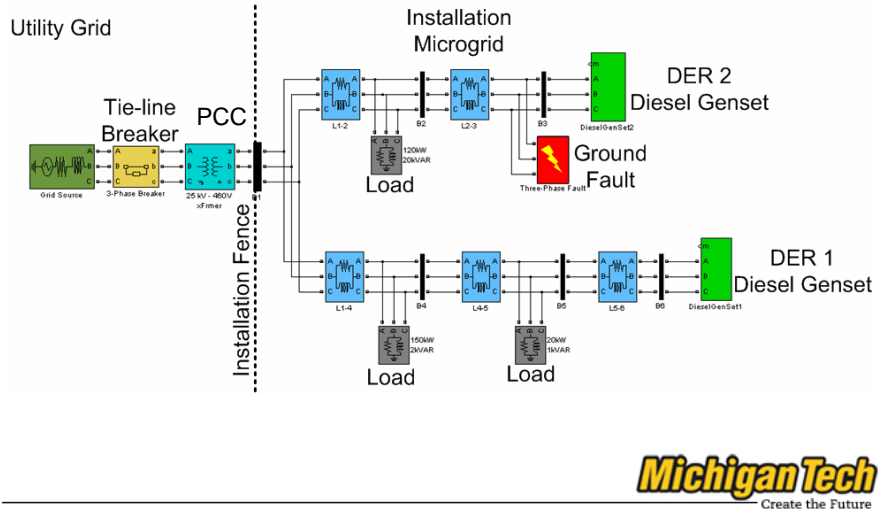 Utility Grid
Installation
Microgrid
Tie-line
Breaker
PCC
DER 2
Diesel Genset
Ground
Fault
Load
Installation Fence
DER 1
Diesel Genset
Load
Load
Grid Source
3-Phase Breaker
25 kV - 460V
xFrmer
B1
L1-2
B2
L2-3
B3
DieselGenSet2
120kW
20kVAR
Three-Phase Fault
L1-4
B4
L4-5
B5
L5-6
B6
DieselGenSet1
150kW
2kVAR
20kW
1kVAR
A
B
C
a
b
c
m
Michigan Tech
Create the Future